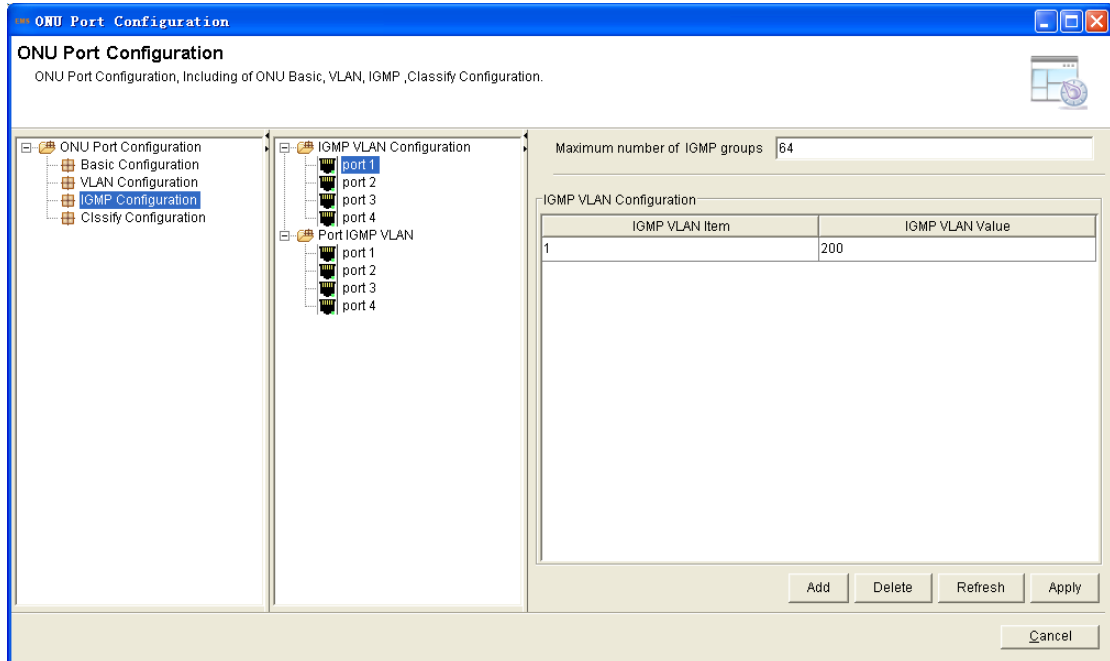 EMS ONU Port Configuration
ONU Port Configuration
ONU Port Configuration, Including of ONU Basic, VLAN, IGMP ,Classify Configuration.
ONU Port Configuration
Basic Configuration
VLAN Configuration
IGMP Configuration
Clssify Configuration
IGMP VLAN Configuration
port 1
port 2
port 3
port 4
Port IGMP VLAN
port 1
port 2
port 3
port 4
Maximum number of IGMP groups 64
IGMP VLAN Configuration
IGMP VLAN Item IGMP VLAN Value
1 200
Add Delete Refresh Apply
Cancel